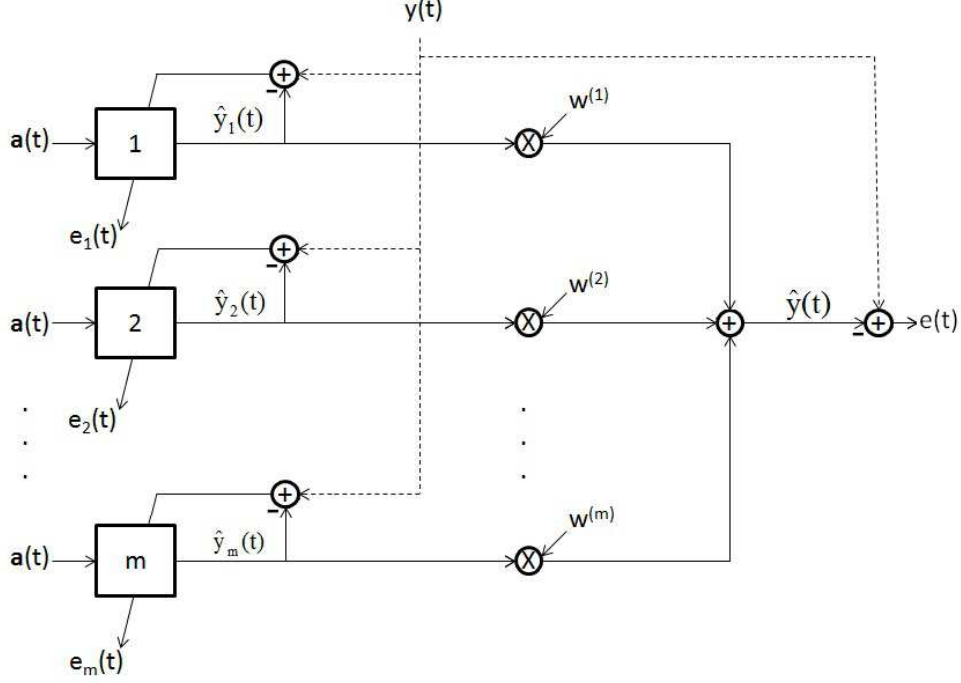 y(t)
+
-
w⁽¹⁾
a(t) 1 ŷ₁(t) X
e₁(t)
+
-
w⁽²⁾
a(t) 2 ŷ₂(t) X + ŷ(t) - + e(t)
e₂(t)
+
-
w⁽ᵐ⁾
a(t) m ŷₘ(t) X
eₘ(t)